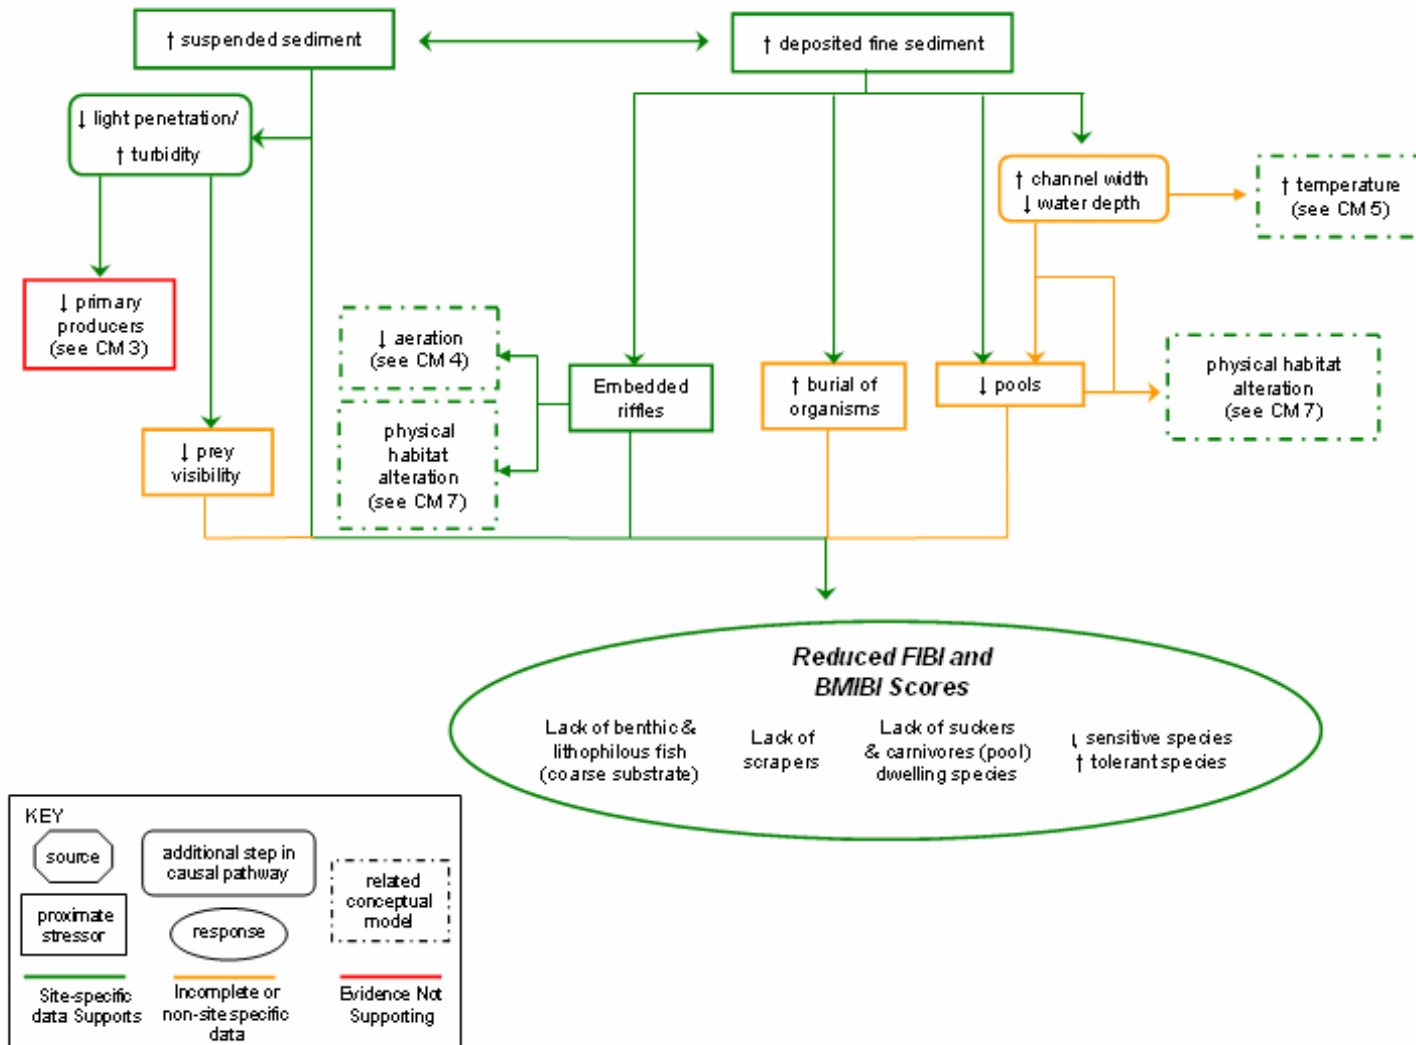 ↑ suspended sediment
↑ deposited fine sediment
↓ light penetration/
↑ turbidity
↑ channel width
↓ water depth
↑ temperature
(see CM 5)
↓ primary
producers
(see CM 3)
↓ aeration
(see CM 4)
Embedded
riffles
↑ burial of
organisms
↓ pools
physical habitat
alteration
(see CM 7)
physical
habitat
alteration
(see CM 7)
↓ prey
visibility
Reduced FIBI and
BMIBI Scores
Lack of benthic &
lithophilous fish
(coarse substrate)
Lack of
scrapers
Lack of suckers
& carnivores (pool)
dwelling species
↓ sensitive species
↑ tolerant species
KEY
source
additional step in
causal pathway
related
conceptual
model
proximate
stressor
response
Site-specific
data Supports
Incomplete or
non-site specific
data
Evidence Not
Supporting